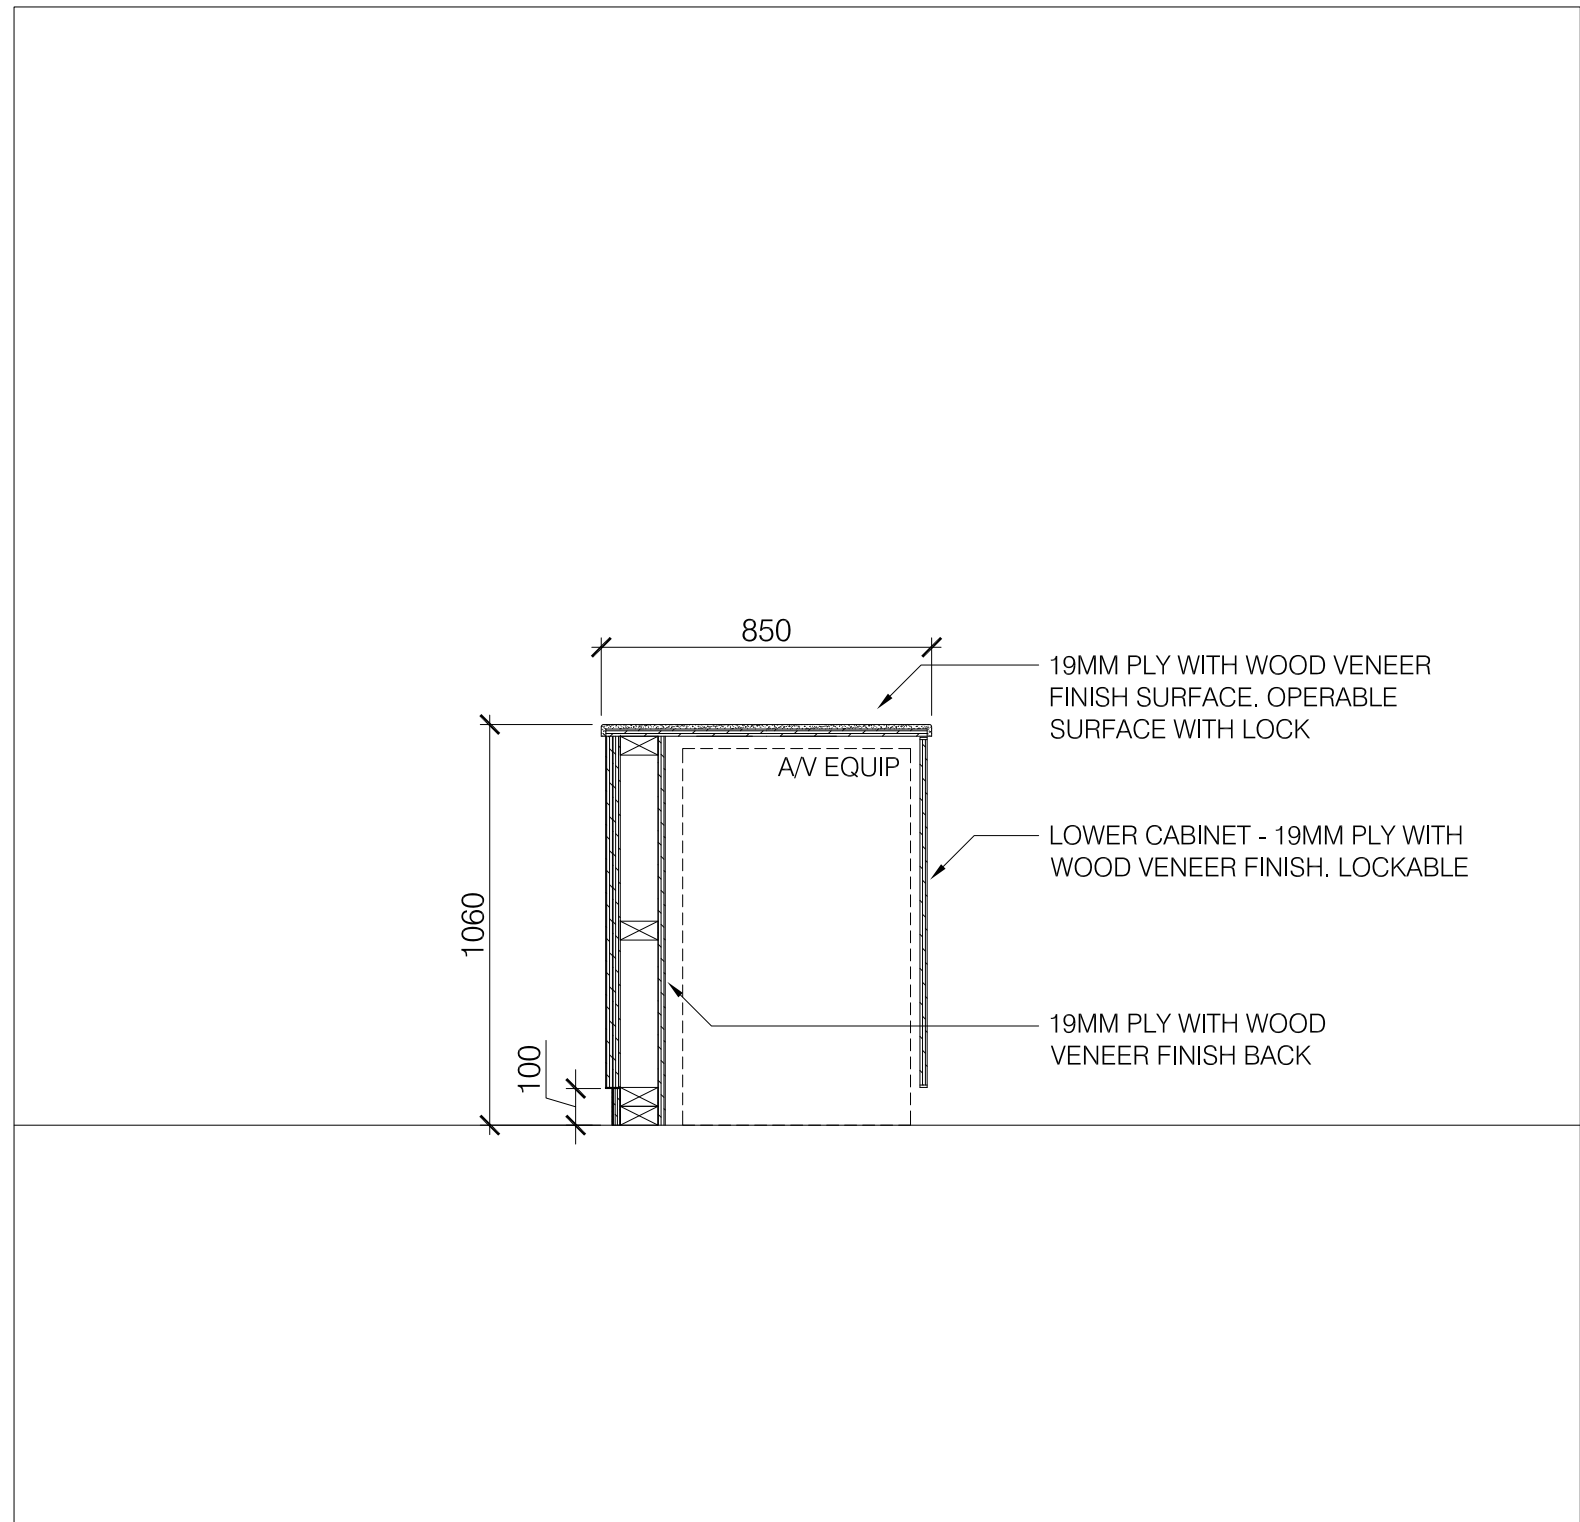 850
19MM PLY WITH WOOD VENEER
FINISH SURFACE. OPERABLE
SURFACE WITH LOCK
A/V EQUIP
LOWER CABINET - 19MM PLY WITH
WOOD VENEER FINISH. LOCKABLE
1060
19MM PLY WITH WOOD
VENEER FINISH BACK
100